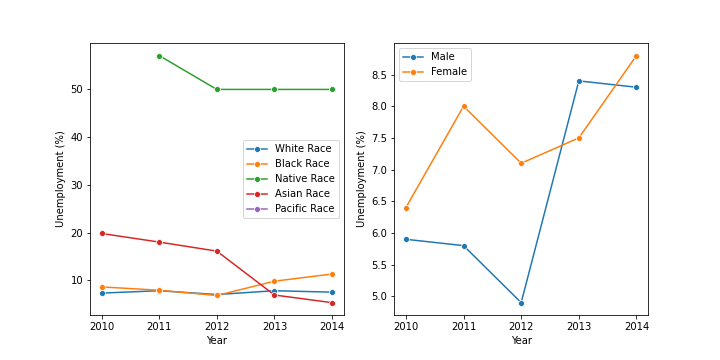 Unemployment (%)
50
40
30
20
10
White Race
Black Race
Native Race
Asian Race
Pacific Race
2010 2011 2012 2013 2014
Year
Unemployment (%)
8.5
8.0
7.5
7.0
6.5
6.0
5.5
5.0
Male
Female
2010 2011 2012 2013 2014
Year